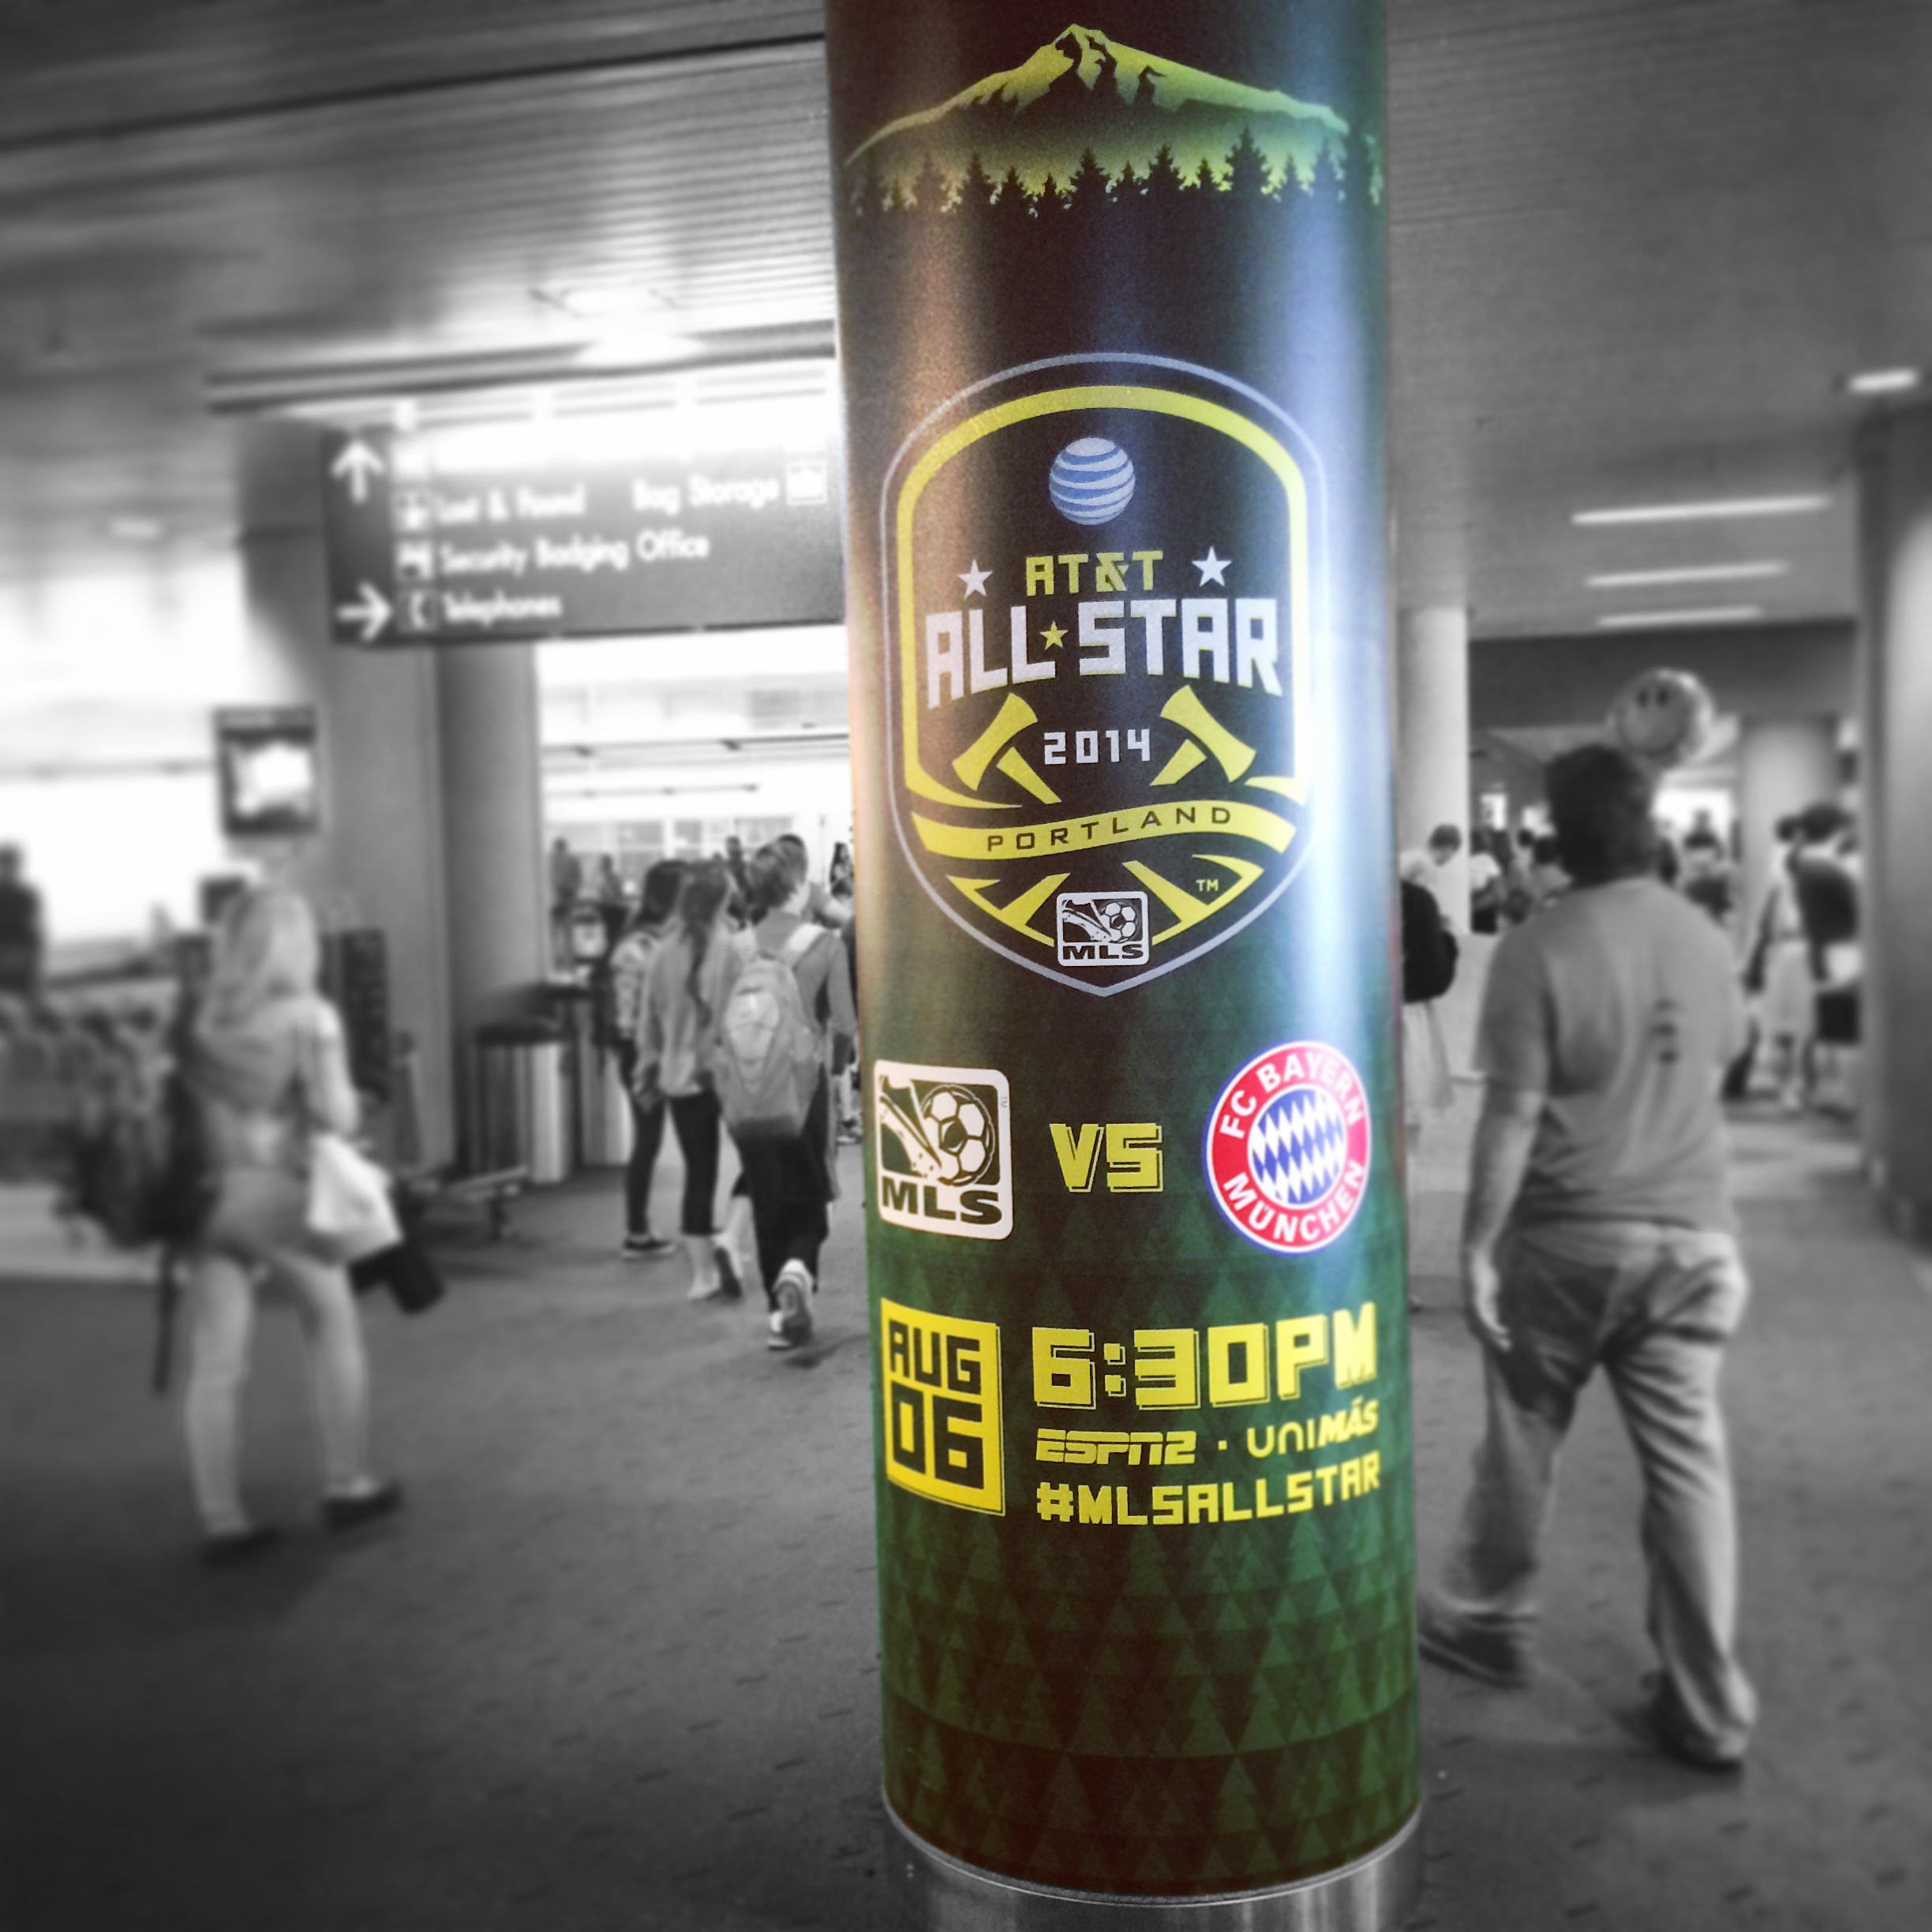 Lost & Found Bag Storage
Security Badging Office
Telephones
AT&T
ALL STAR
2014
PORTLAND
TM
MLS
MLS
TM
VS
FC BAYERN
MÜNCHEN
AUG
06
6:30PM
ESPN2 · UNIMÁS
#MLSALLSTAR